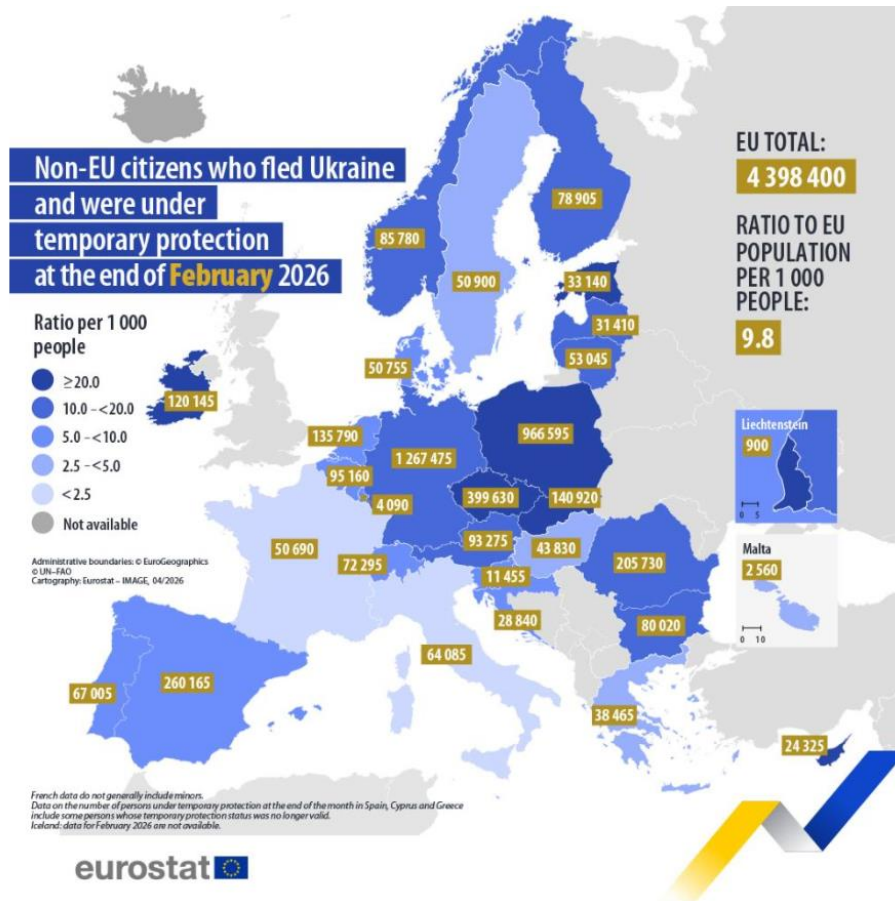 Non-EU citizens who fled Ukraine
and were under
temporary protection
at the end of February 2026
Ratio per 1 000
people
≥20.0
10.0 – <20.0
5.0 – <10.0
2.5 – <5.0
<2.5
Not available
Administrative boundaries: © EuroGeographics
© UN–FAO
Cartography: Eurostat – IMAGE, 04/2026
EU TOTAL:
4 398 400
RATIO TO EU
POPULATION
PER 1 000
PEOPLE:
9.8
78 905
85 780
50 900
33 140
31 410
53 045
50 755
120 145
135 790
966 595
1 267 475
95 160
399 630
140 920
4 090
93 275
43 830
50 690
72 295
11 455
205 730
28 840
80 020
64 085
67 005
260 165
38 465
24 325
Liechtenstein
900
0 5
Malta
2 560
0 10
French data do not generally include minors.
Data on the number of persons under temporary protection at the end of the month in Spain, Cyprus and Greece
include some persons whose temporary protection status was no longer valid.
Iceland: data for February 2026 are not available.
eurostat